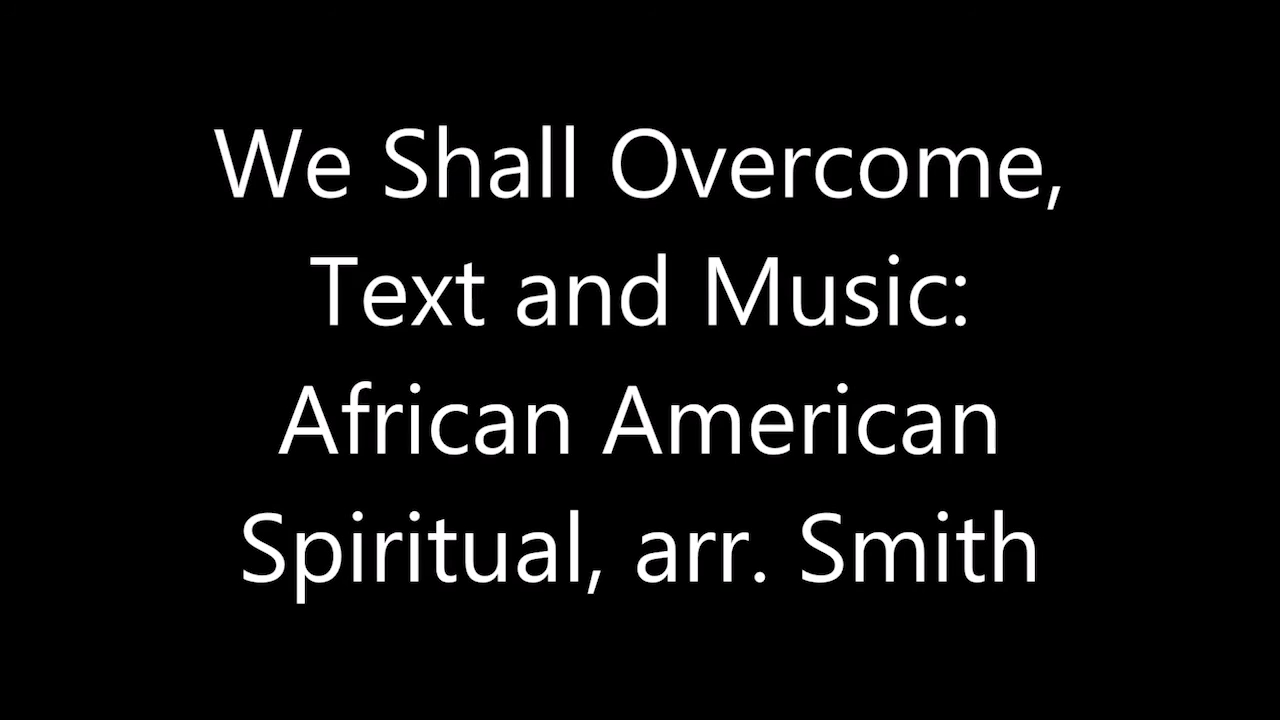 We Shall Overcome,
Text and Music:
African American
Spiritual, arr. Smith